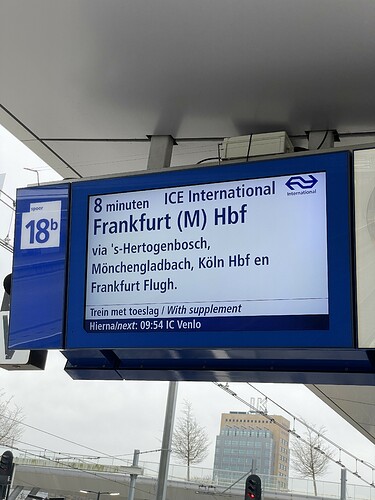 spoor
18b
8 minuten ICE International
International
Frankfurt (M) Hbf
via 's-Hertogenbosch,
Mönchengladbach, Köln Hbf en
Frankfurt Flugh.
Trein met toeslag / With supplement
Hierna/next: 09:54 IC Venlo